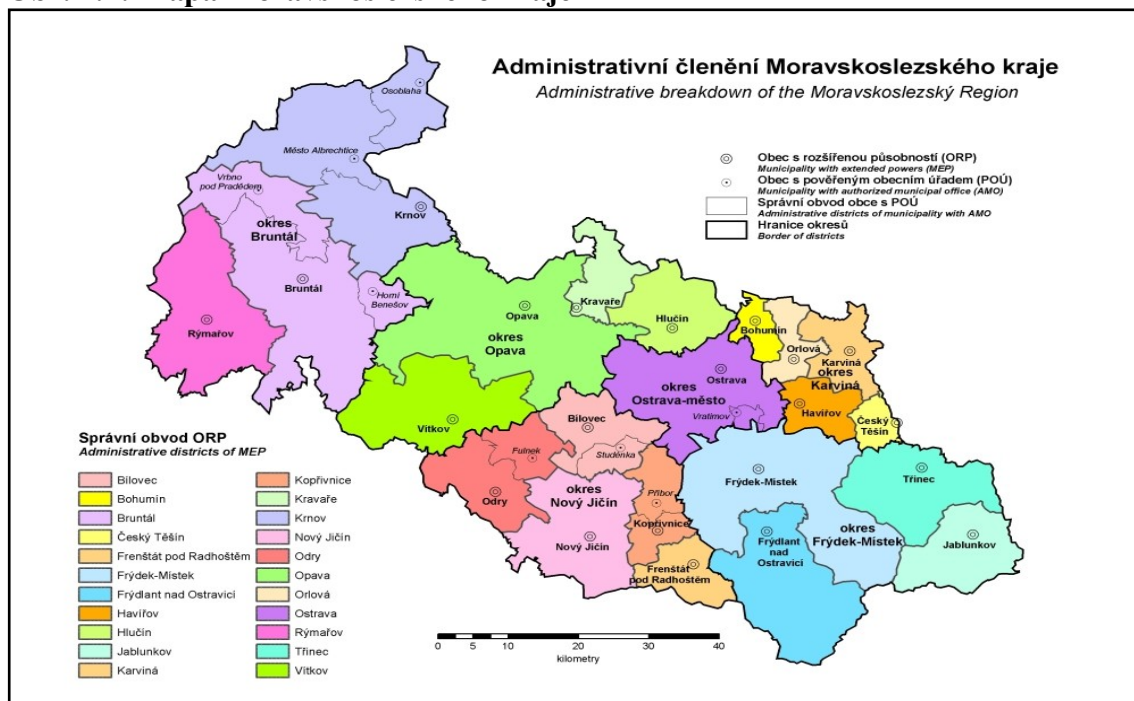 Administrativní členění Moravskoslezského kraje
Administrative breakdown of the Moravskoslezský Region
Obec s rozšířenou působností (ORP)
Municipality with extended powers (MEP)
Obec s pověřeným obecním úřadem (POÚ)
Municipality with authorized municipal office (AMO)
Správní obvod obce s POÚ
Administrative districts of municipality with AMO
Hranice okresů
Border of districts
Osoblaha
Město Albrechtice
Vrbno
pod Pradědem
Krnov
okres
Bruntál
Bruntál
Horní
Benešov
Rýmařov
Opava
Kravaře
Hlučín
okres
Opava
Bohumín
Orlová
Karviná
okres
Karviná
Ostrava
okres
Ostrava-město
Havířov
Vratimov
Český
Těšín
Vítkov
Bílovec
Fulnek
Studénka
Odry
okres
Nový Jičín
Příbor
Kopřivnice
Nový Jičín
Frenštát
pod Radhoštěm
Frýdek-Místek
Třinec
okres
Frýdek-Místek
Frýdlant
nad
Ostravicí
Jablunkov
Správní obvod ORP
Administrative districts of MEP
Bílovec
Bohumín
Bruntál
Český Těšín
Frenštát pod Radhoštěm
Frýdek-Místek
Frýdlant nad Ostravicí
Havířov
Hlučín
Jablunkov
Karviná
Kopřivnice
Kravaře
Krnov
Nový Jičín
Odry
Opava
Orlová
Ostrava
Rýmařov
Třinec
Vítkov
0 5 10 20 30 40
kilometry